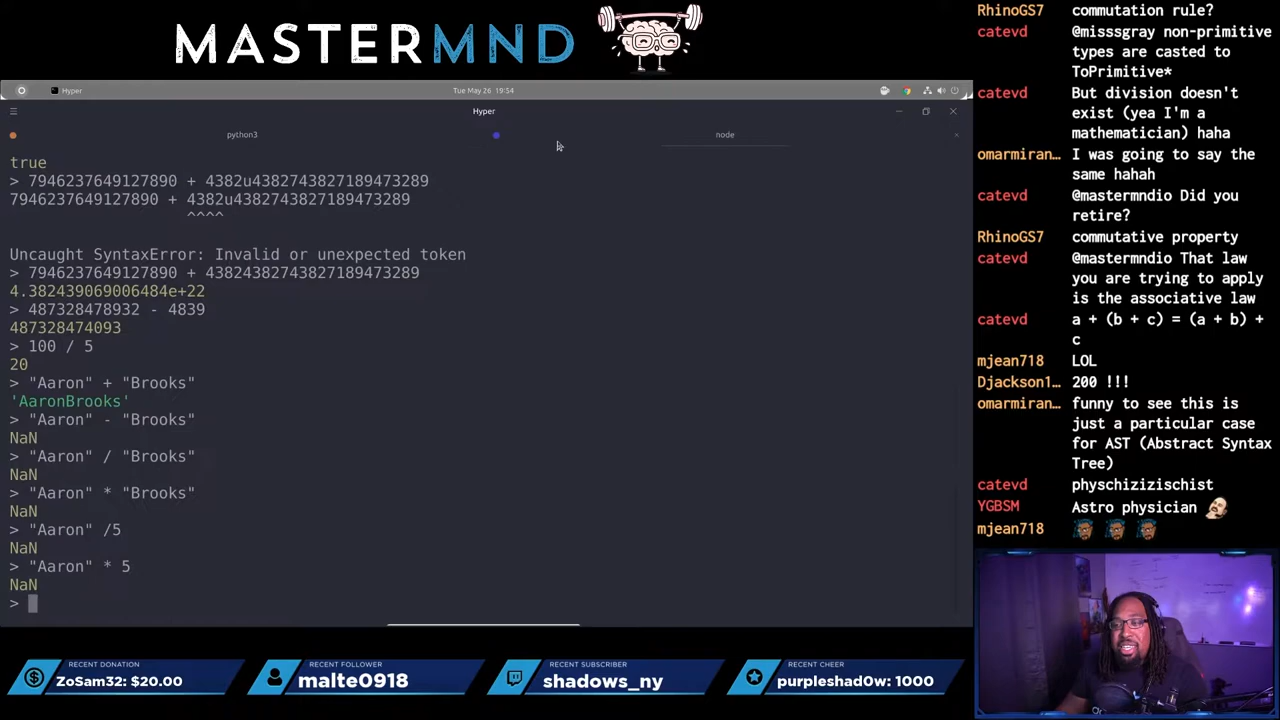 MASTERMND
Hyper
Tue May 26 19:54
Hyper
python3
node
true
> 7946237649127890 + 4382u4382743827189473289
7946237649127890 + 4382u4382743827189473289
^^^^
Uncaught SyntaxError: Invalid or unexpected token
> 7946237649127890 + 43824382743827189473289
4.382439069006484e+22
> 487328478932 - 4839
487328474093
> 100 / 5
20
> "Aaron" + "Brooks"
'AaronBrooks'
> "Aaron" - "Brooks"
NaN
> "Aaron" / "Brooks"
NaN
> "Aaron" * "Brooks"
NaN
> "Aaron" /5
NaN
> "Aaron" * 5
NaN
>
RhinoGS7 commutation rule?
catevd @misssgray non-primitive
types are casted to
ToPrimitive*
catevd But division doesn't
exist (yea I'm a
mathematician) haha
omarmiran… I was going to say the
same hahah
catevd @mastermndio Did you
retire?
RhinoGS7 commutative property
catevd @mastermndio That law
you are trying to apply
is the associative law
catevd a + (b + c) = (a + b) +
c
mjean718 LOL
Djackson1… 200 !!!
omarmiran… funny to see this is
just a particular case
for AST (Abstract Syntax
Tree)
catevd physchizizischist
YGBSM Astro physician
mjean718
RECENT DONATION
ZoSam32: $20.00
RECENT FOLLOWER
malte0918
RECENT SUBSCRIBER
shadows_ny
RECENT CHEER
purpleshad0w: 1000